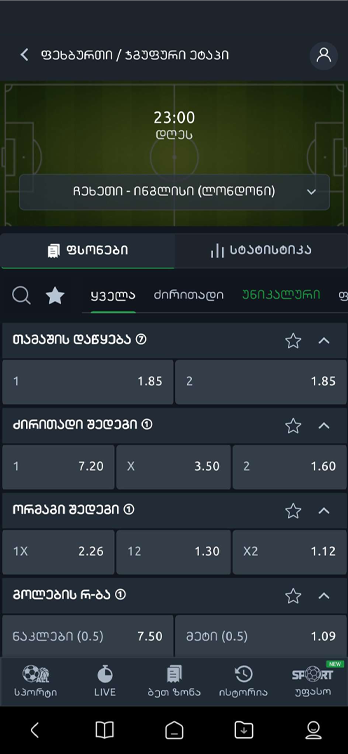 ფეხბურთი / ჯგუფური ეტაპი
23:00
დღეს
ჩეხეთი - ინგლისი (ლონდონი)
ფსონები
სტატისტიკა
ყველა ძირითადი უნიკალური
თამაშის დაწყება 7
1 1.85 2 1.85
ძირითადი შედეგი 1
1 7.20 X 3.50 2 1.60
ორმაგი შედეგი 1
1X 2.26 12 1.30 X2 1.12
გოლების რ-ბა 1
ნაკლები (0.5) 7.50 მეტი (0.5) 1.09
სპორტი LIVE ბეთ ზონა ისტორია SPORT NEW უფასო